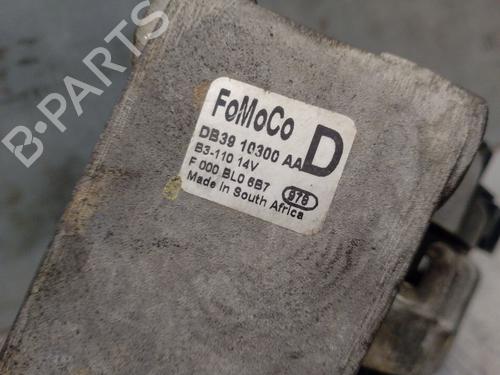 FoMoCo
DB39 10300 AA D
B3-110 14V
F 000 BL0 6B7
Made in South Africa 978
B-PARTS